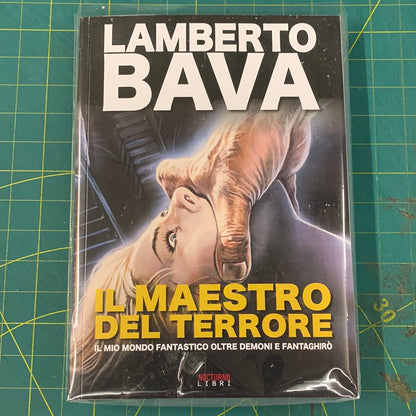 LAMBERTO
BAVA
IL MAESTRO
DEL TERRORE
IL MIO MONDO FANTASTICO OLTRE DEMONI E FANTAGHIRÒ
NOCTURNO
LIBRI
30